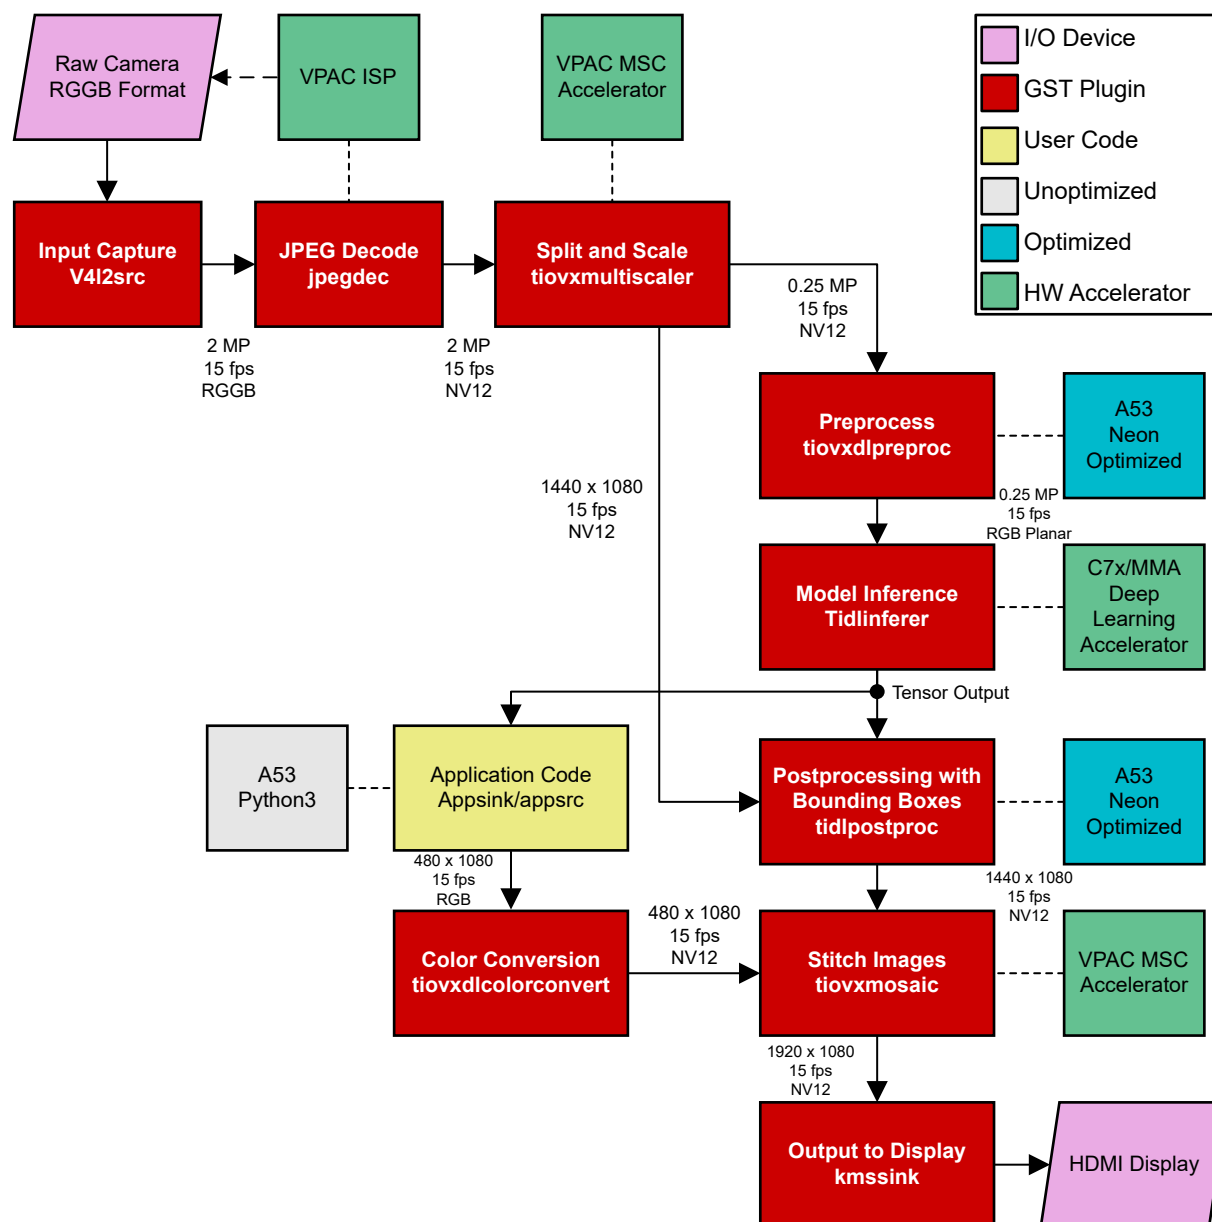 Raw Camera
RGGB Format
VPAC ISP
VPAC MSC
Accelerator
I/O Device
GST Plugin
User Code
Unoptimized
Optimized
HW Accelerator
Input Capture
V4l2src
JPEG Decode
jpegdec
Split and Scale
tiovxmultiscaler
2 MP
15 fps
RGGB
2 MP
15 fps
NV12
0.25 MP
15 fps
NV12
Preprocess
tiovxdlpreproc
A53
Neon
Optimized
1440 x 1080
15 fps
NV12
0.25 MP
15 fps
RGB Planar
Model Inference
Tidlinferer
C7x/MMA
Deep
Learning
Accelerator
Tensor Output
A53
Python3
Application Code
Appsink/appsrc
Postprocessing with
Bounding Boxes
tidlpostproc
A53
Neon
Optimized
480 x 1080
15 fps
RGB
1440 x 1080
15 fps
NV12
Color Conversion
tiovxdlcolorconvert
480 x 1080
15 fps
NV12
Stitch Images
tiovxmosaic
VPAC MSC
Accelerator
1920 x 1080
15 fps
NV12
Output to Display
kmssink
HDMI Display